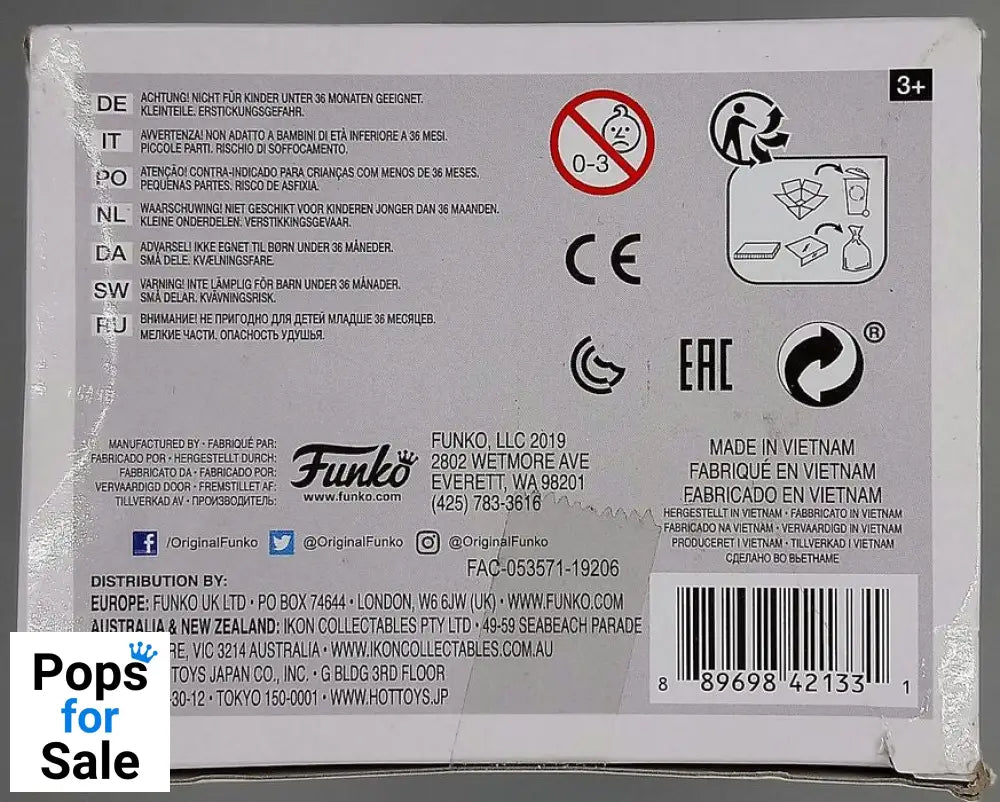 3+
DE ACHTUNG! NICHT FÜR KINDER UNTER 36 MONATEN GEEIGNET.
KLEINTEILE. ERSTICKUNGSGEFAHR.
IT AVVERTENZA! NON ADATTO A BAMBINI DI ETÀ INFERIORE A 36 MESI.
PICCOLE PARTI. RISCHIO DI SOFFOCAMENTO.
PO ATENÇÃO! CONTRA-INDICADO PARA CRIANÇAS COM MENOS DE 36 MESES.
PEQUENAS PARTES. RISCO DE ASFIXIA.
NL WAARSCHUWING! NIET GESCHIKT VOOR KINDEREN JONGER DAN 36 MAANDEN.
KLEINE ONDERDELEN. VERSTIKKINGSGEVAAR.
DA ADVARSEL! IKKE EGNET TIL BØRN UNDER 36 MÅNEDER.
SMÅ DELE. KVÆLNINGSFARE.
SW VARNING! INTE LÄMPLIG FÖR BARN UNDER 36 MÅNADER.
SMÅ DELAR. KVÄVNINGSRISK.
RU ВНИМАНИЕ! НЕ ПРИГОДНО ДЛЯ ДЕТЕЙ МЛАДШЕ 36 МЕСЯЦЕВ.
МЕЛКИЕ ЧАСТИ. ОПАСНОСТЬ УДУШЬЯ.
0-3
CE
EAC
®
MANUFACTURED BY · FABRIQUÉ PAR:
FABRICADO POR · HERGESTELLT DURCH:
FABBRICATO DA · FABRICADO POR:
VERVAARDIGD DOOR · FREMSTILLET AF:
TILLVERKAD AV · ПРОИЗВОДИТЕЛЬ:
Funko
www.funko.com
FUNKO, LLC 2019
2802 WETMORE AVE
EVERETT, WA 98201
(425) 783-3616
MADE IN VIETNAM
FABRIQUÉ EN VIETNAM
FABRICADO EN VIETNAM
HERGESTELLT IN VIETNAM · FABBRICATO IN VIETNAM
FABRICADO NA VIETNAM · VERVAARDIGD IN VIETNAM
PRODUCERET I VIETNAM · TILLVERKAD I VIETNAM
СДЕЛАНО ВО ВЬЕТНАМЕ
/OriginalFunko @OriginalFunko @OriginalFunko
FAC-053571-19206
DISTRIBUTION BY:
EUROPE: FUNKO UK LTD · PO BOX 74644 · LONDON, W6 6JW (UK) · WWW.FUNKO.COM
AUSTRALIA & NEW ZEALAND: IKON COLLECTABLES PTY LTD · 49-59 SEABEACH PARADE
RE, VIC 3214 AUSTRALIA · WWW.IKONCOLLECTABLES.COM.AU
HOTTOYS JAPAN CO., INC. · G BLDG 3RD FLOOR
-30-12 · TOKYO 150-0001 · WWW.HOTTOYS.JP
8 89698 42133 1
Pops
for
Sale